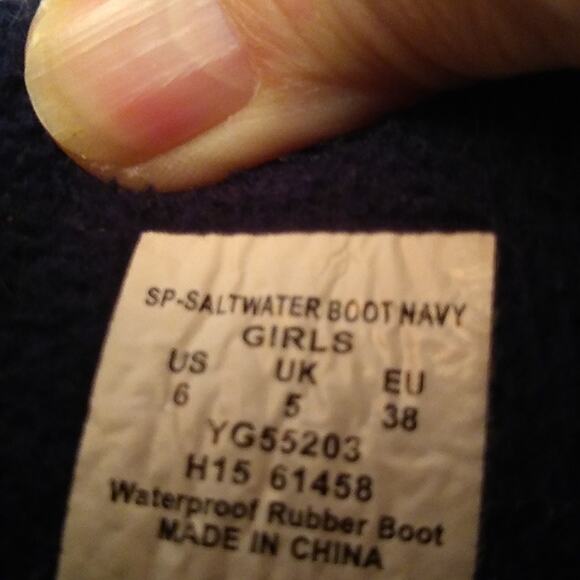 SP-SALTWATER BOOT NAVY
GIRLS
US UK EU
6 5 38
YG55203
H15 61458
Waterproof Rubber Boot
MADE IN CHINA